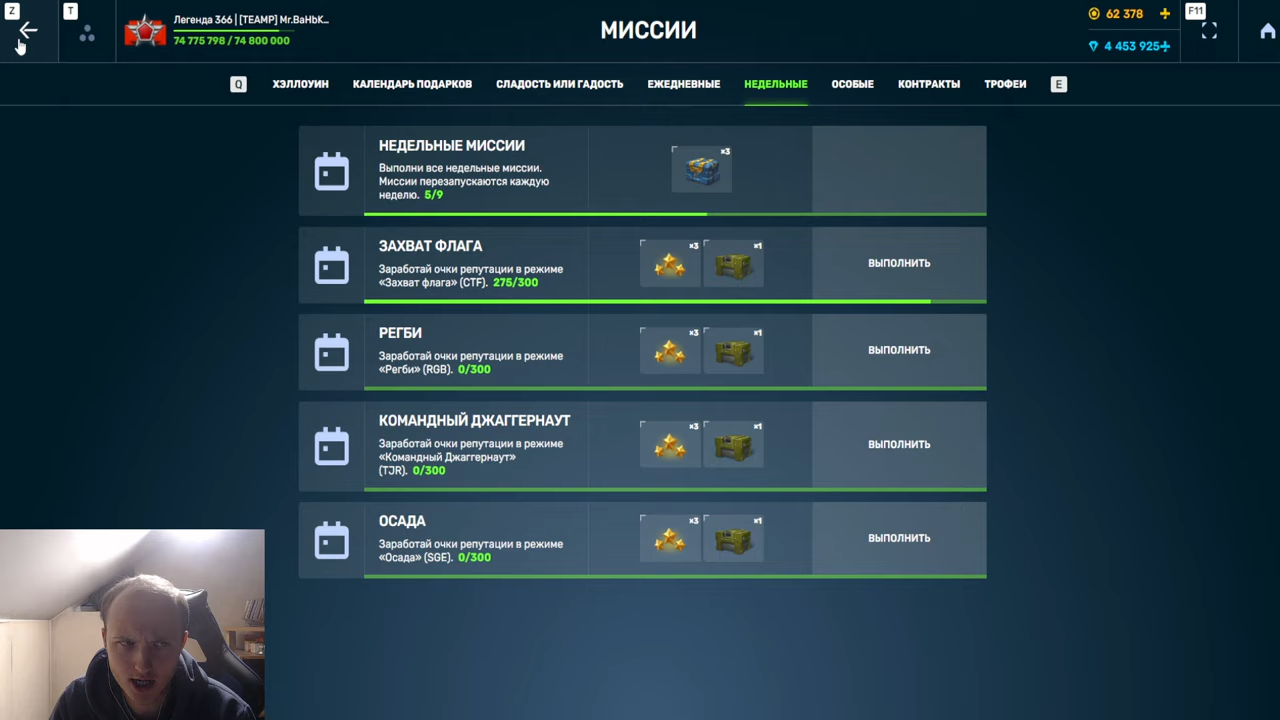 Z
T
Легенда 366 | [TEAMP] Mr.BaHbK...
74 775 798 / 74 800 000
МИССИИ
62 378 +
4 453 925+
F11
Q ХЭЛЛОУИН КАЛЕНДАРЬ ПОДАРКОВ СЛАДОСТЬ ИЛИ ГАДОСТЬ ЕЖЕДНЕВНЫЕ НЕДЕЛЬНЫЕ ОСОБЫЕ КОНТРАКТЫ ТРОФЕИ E
НЕДЕЛЬНЫЕ МИССИИ
Выполни все недельные миссии.
Миссии перезапускаются каждую
неделю. 5/9
×3
ЗАХВАТ ФЛАГА
Заработай очки репутации в режиме
«Захват флага» (CTF). 275/300
×3 ×1
ВЫПОЛНИТЬ
РЕГБИ
Заработай очки репутации в режиме
«Регби» (RGB). 0/300
×3 ×1
ВЫПОЛНИТЬ
КОМАНДНЫЙ ДЖАГГЕРНАУТ
Заработай очки репутации в режиме
«Командный Джаггернаут»
(TJR). 0/300
×3 ×1
ВЫПОЛНИТЬ
ОСАДА
Заработай очки репутации в режиме
«Осада» (SGE). 0/300
×3 ×1
ВЫПОЛНИТЬ